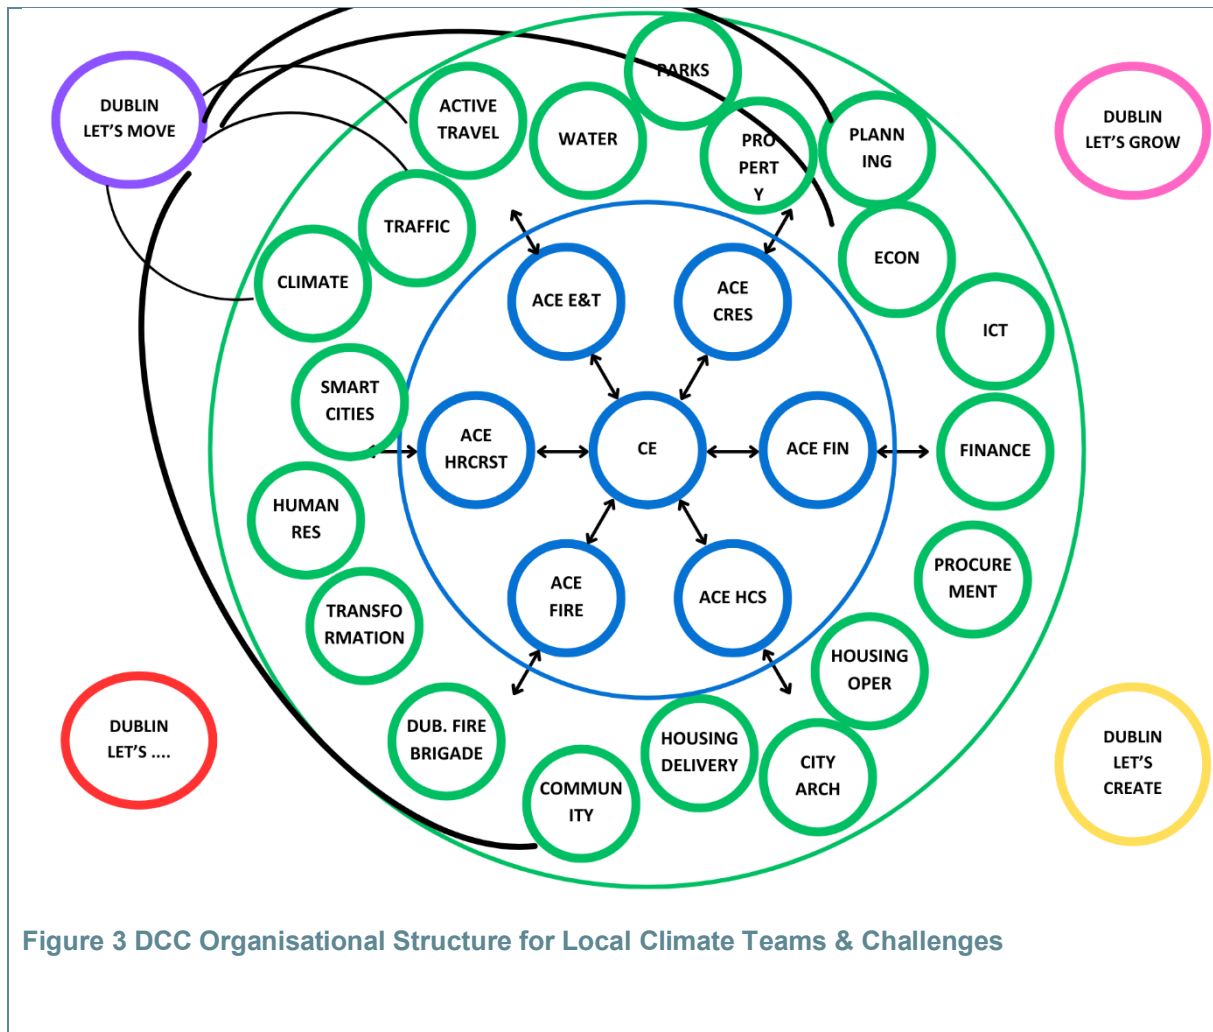 DUBLIN
LET'S MOVE
ACTIVE
TRAVEL
WATER
PARKS
PRO
PERT
Y
PLANN
ING
DUBLIN
LET'S GROW
TRAFFIC
CLIMATE
ECON
ICT
ACE E&T
ACE
CRES
SMART
CITIES
ACE
HRCRST
CE
ACE FIN
FINANCE
HUMAN
RES
TRANSFO
RMATION
ACE
FIRE
ACE HCS
PROCURE
MENT
HOUSING
OPER
DUBLIN
LET'S ....
DUB. FIRE
BRIGADE
COMMUN
ITY
HOUSING
DELIVERY
CITY
ARCH
DUBLIN
LET'S
CREATE
Figure 3 DCC Organisational Structure for Local Climate Teams & Challenges